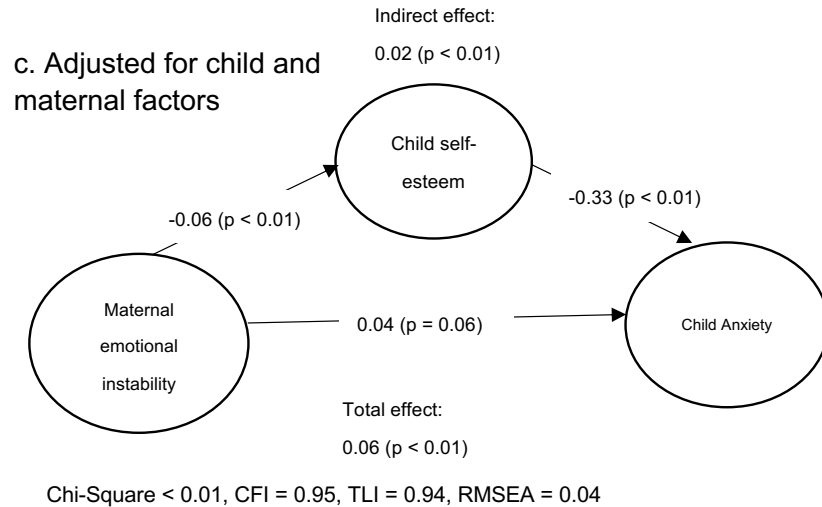 Indirect effect:
0.02 (p < 0.01)
c. Adjusted for child and
maternal factors
Child self-
esteem
-0.06 (p < 0.01)
-0.33 (p < 0.01)
Maternal
emotional
instability
0.04 (p = 0.06)
Child Anxiety
Total effect:
0.06 (p < 0.01)
Chi-Square < 0.01, CFI = 0.95, TLI = 0.94, RMSEA = 0.04